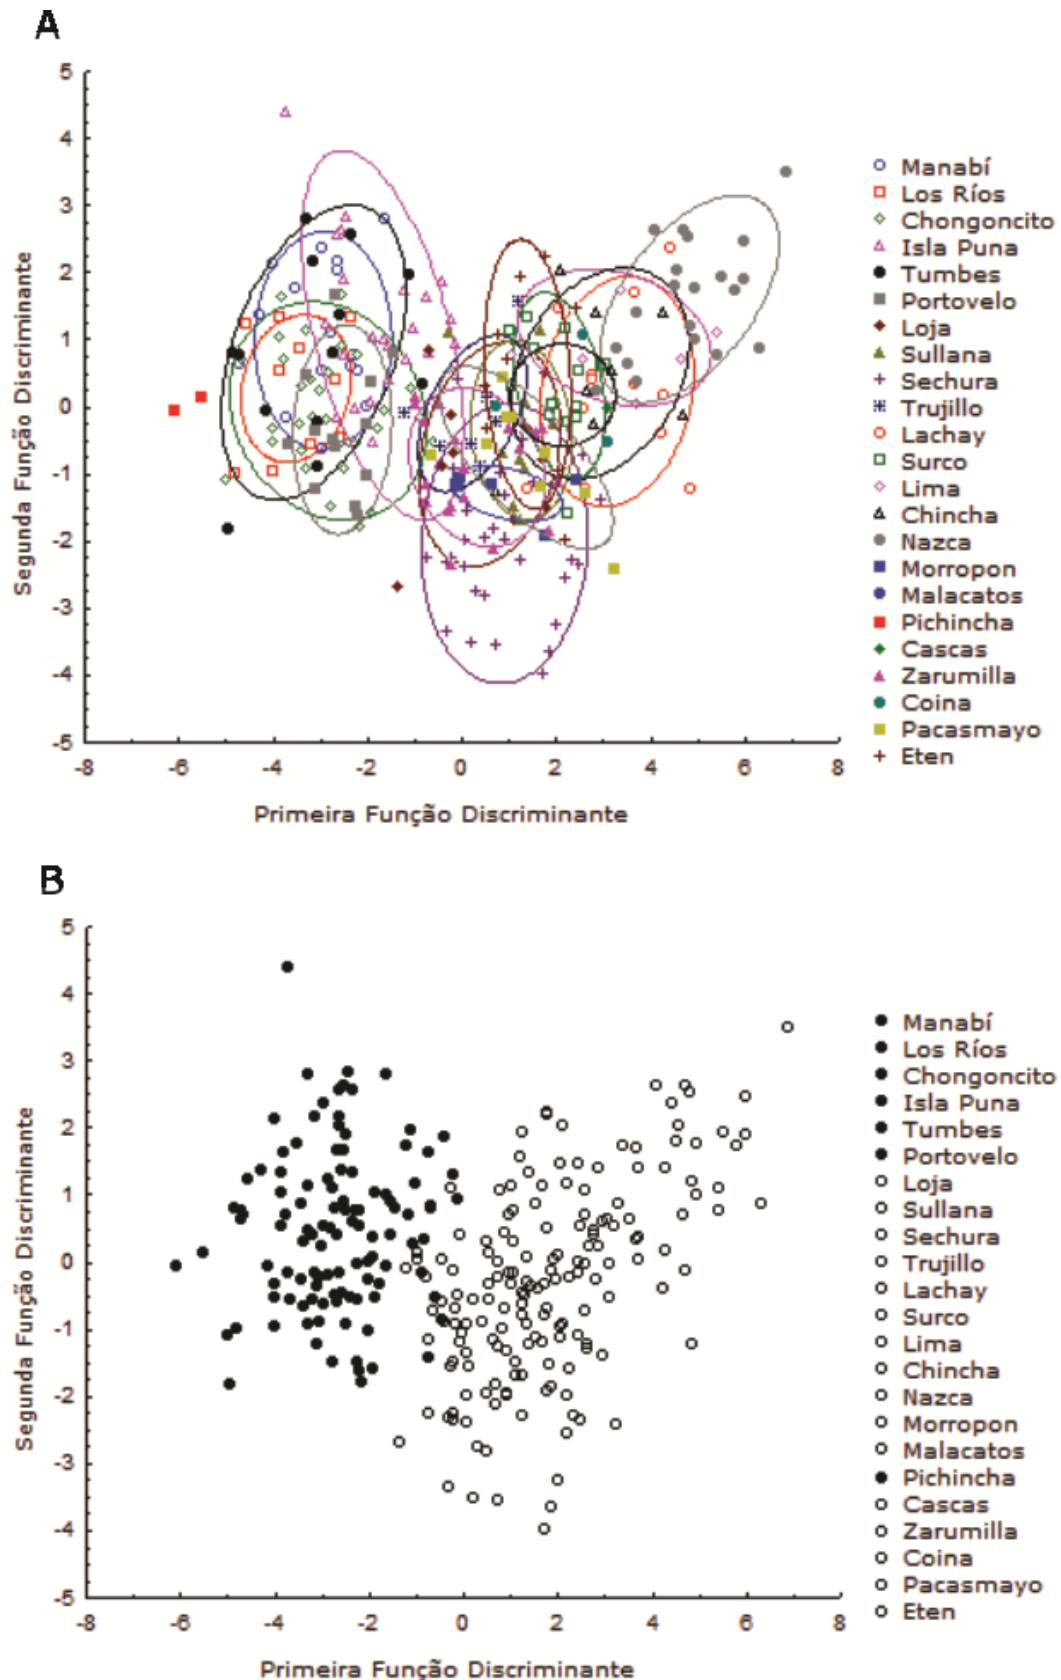 A
5
4
3
2
1
0
-1
-2
-3
-4
-5
Segunda Função Discriminante
-8 -6 -4 -2 0 2 4 6 8
Primeira Função Discriminante
Manabí
Los Ríos
Chongoncito
Isla Puna
Tumbes
Portovelo
Loja
Sullana
Sechura
Trujillo
Lachay
Surco
Lima
Chincha
Nazca
Morropon
Malacatos
Pichincha
Cascas
Zarumilla
Coina
Pacasmayo
Eten
B
5
4
3
2
1
0
-1
-2
-3
-4
-5
Segunda Função Discriminante
-8 -6 -4 -2 0 2 4 6 8
Primeira Função Discriminante
Manabí
Los Ríos
Chongoncito
Isla Puna
Tumbes
Portovelo
Loja
Sullana
Sechura
Trujillo
Lachay
Surco
Lima
Chincha
Nazca
Morropon
Malacatos
Pichincha
Cascas
Zarumilla
Coina
Pacasmayo
Eten